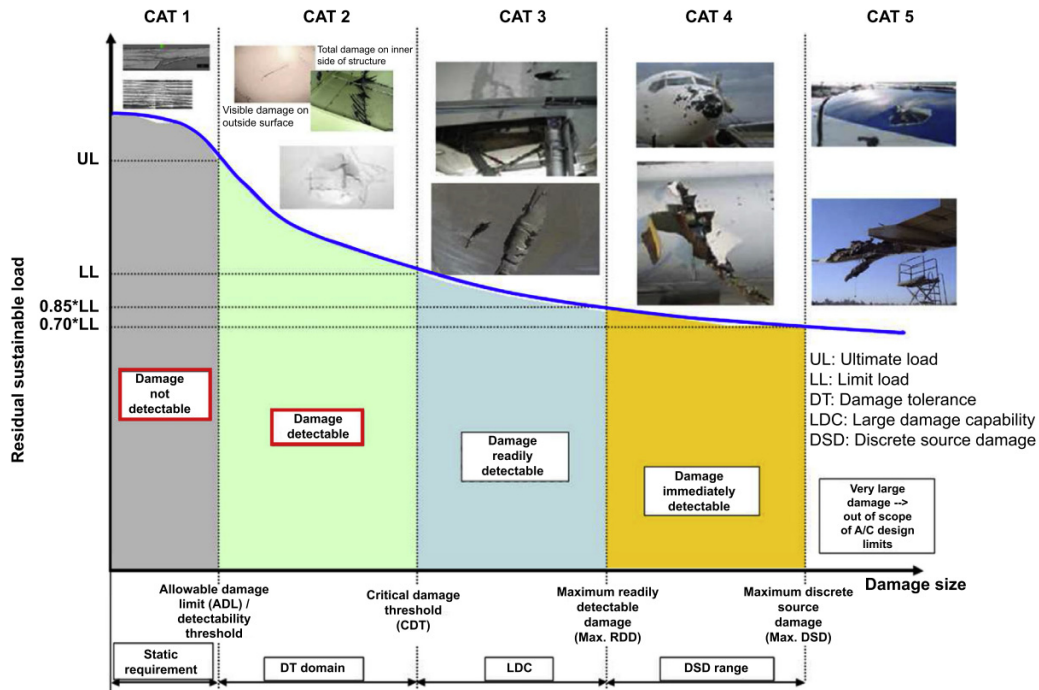 CAT 1
CAT 2
CAT 3
CAT 4
CAT 5
Total damage on inner
side of structure
Visible damage on
outside surface
Residual sustainable load
UL
LL
0.85*LL
0.70*LL
Damage
not
detectable
Damage
detectable
Damage
readily
detectable
Damage
immediately
detectable
UL: Ultimate load
LL: Limit load
DT: Damage tolerance
LDC: Large damage capability
DSD: Discrete source damage
Very large
damage -->
out of scope
of A/C design
limits
Damage size
Allowable damage
limit (ADL) /
detectability
threshold
Critical damage
threshold
(CDT)
Maximum readily
detectable
damage
(Max. RDD)
Maximum discrete
source
damage
(Max. DSD)
Static
requirement
DT domain
LDC
DSD range